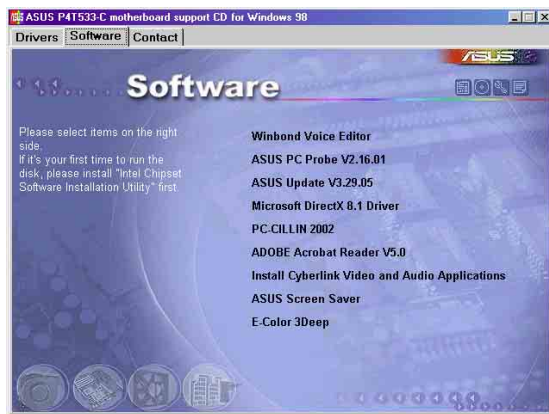 ASUS P4T533-C motherboard support CD for Windows 98
Drivers Software Contact
/SUS
Software
Please select items on the right
side.
If it's your first time to run the
disk, please install "Intel Chipset
Software Installation Utility" first.
Winbond Voice Editor
ASUS PC Probe V2.16.01
ASUS Update V3.29.05
Microsoft DirectX 8.1 Driver
PC-CILLIN 2002
ADOBE Acrobat Reader V5.0
Install Cyberlink Video and Audio Applications
ASUS Screen Saver
E-Color 3Deep